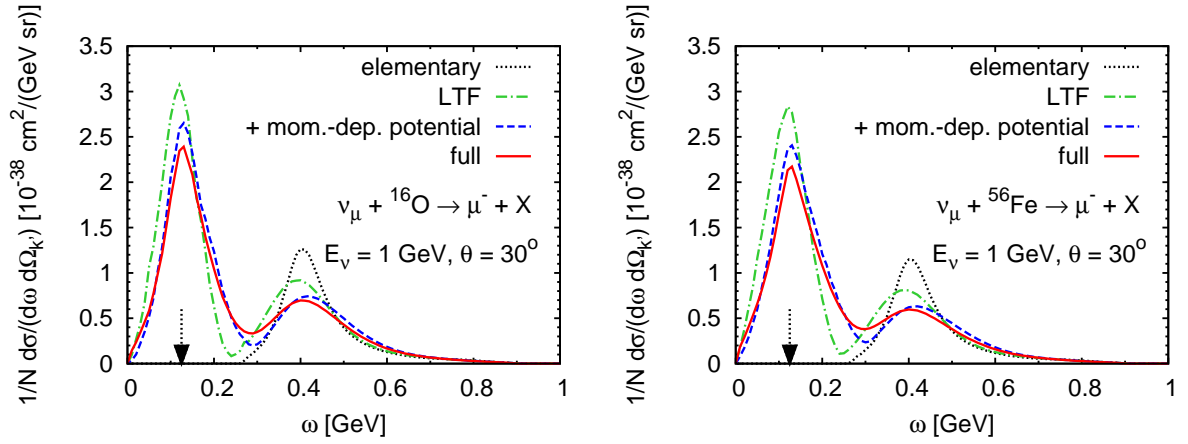 1/N dσ/(dω dΩk') [10⁻³⁸ cm²/(GeV sr)]
3.5
3
2.5
2
1.5
1
0.5
0
elementary
LTF
+ mom.-dep. potential
full
νμ + ¹⁶O → μ⁻ + X
Eν = 1 GeV, θ = 30°
0 0.2 0.4 0.6 0.8 1
ω [GeV]
1/N dσ/(dω dΩk') [10⁻³⁸ cm²/(GeV sr)]
3.5
3
2.5
2
1.5
1
0.5
0
elementary
LTF
+ mom.-dep. potential
full
νμ + ⁵⁶Fe → μ⁻ + X
Eν = 1 GeV, θ = 30°
0 0.2 0.4 0.6 0.8 1
ω [GeV]